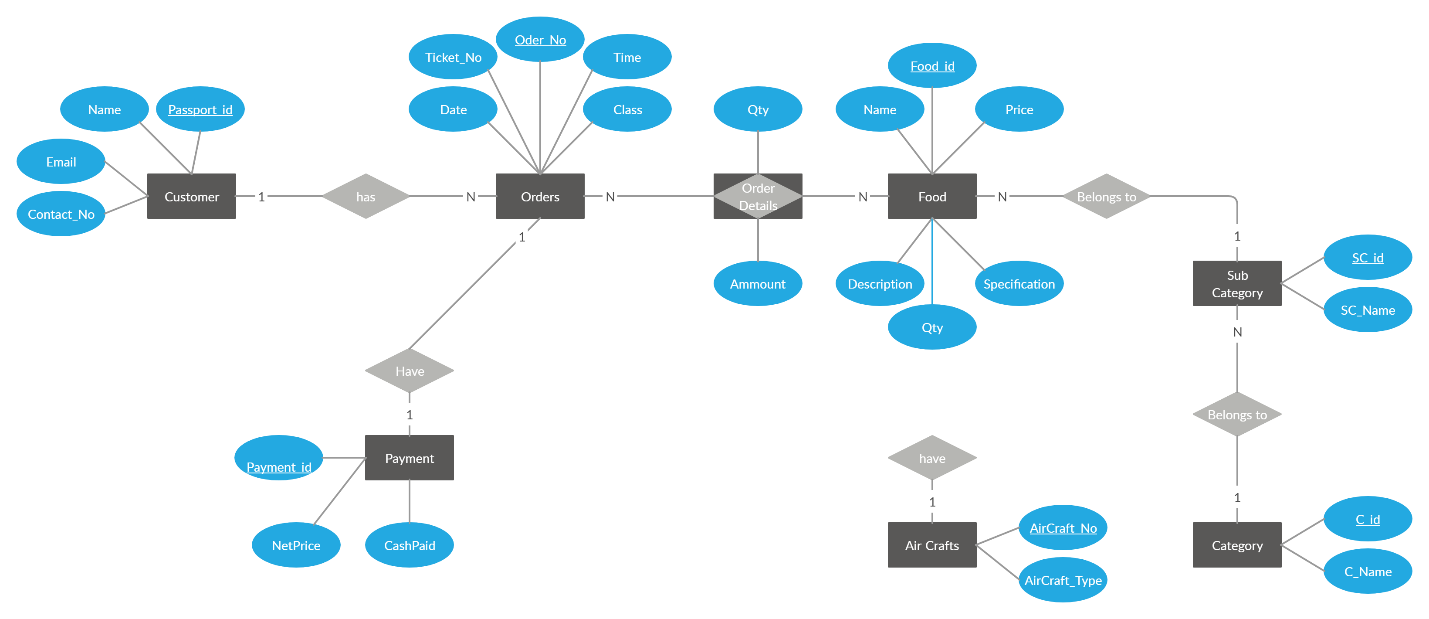 Oder_No
Ticket_No
Time
Food_id
Name
Passport_id
Date
Class
Qty
Name
Price
Email
Customer
1
has
N
Orders
N
Order
Details
N
Food
N
Belongs to
Contact_No
1
1
SC_id
Sub
Category
Description
Ammount
Specification
SC_Name
Qty
N
Have
1
Belongs to
Payment_id
Payment
have
1
1
C_id
AirCraft_No
NetPrice
CashPaid
Air Crafts
Category
C_Name
AirCraft_Type